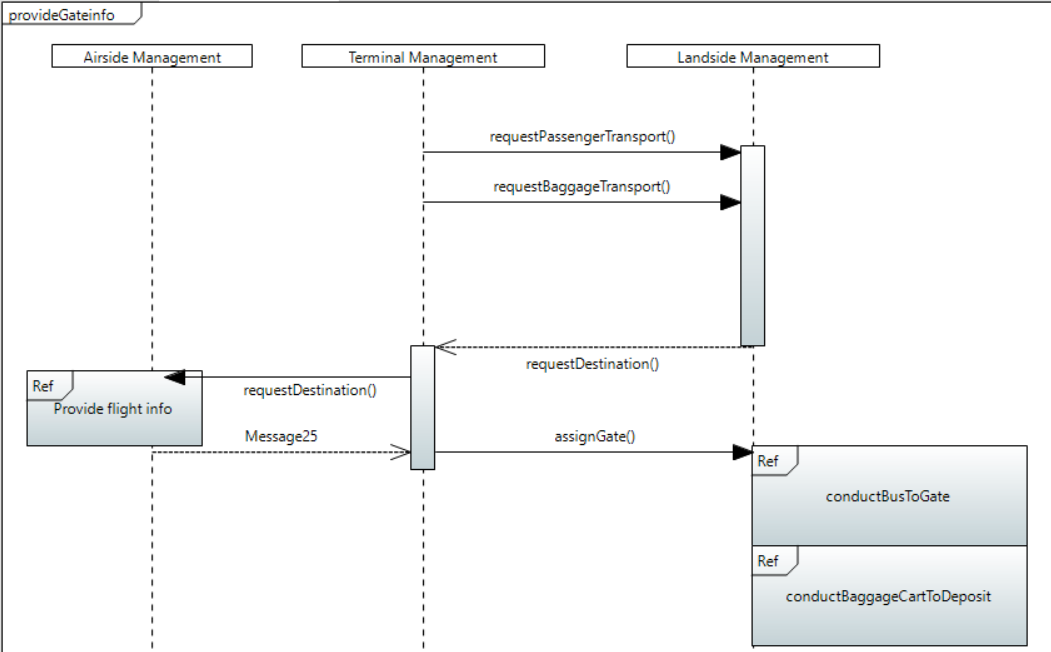 provideGateinfo
Airside Management
Terminal Management
Landside Management
requestPassengerTransport()
requestBaggageTransport()
requestDestination()
Ref
Provide flight info
requestDestination()
Message25
assignGate()
Ref
conductBusToGate
Ref
conductBaggageCartToDeposit